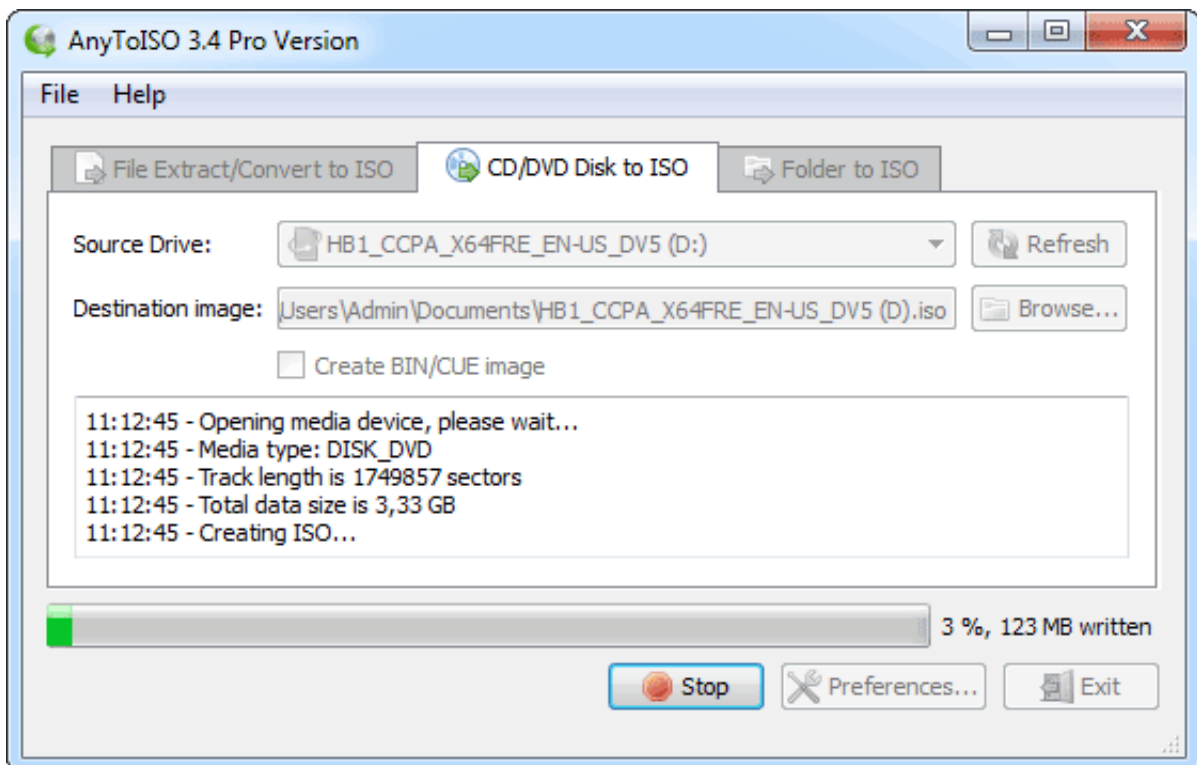 AnyToISO 3.4 Pro Version
File Help
File Extract/Convert to ISO CD/DVD Disk to ISO Folder to ISO
Source Drive: HB1_CCPA_X64FRE_EN-US_DV5 (D:) Refresh
Destination image: Users\Admin\Documents\HB1_CCPA_X64FRE_EN-US_DV5 (D).iso Browse...
Create BIN/CUE image
11:12:45 - Opening media device, please wait...
11:12:45 - Media type: DISK_DVD
11:12:45 - Track length is 1749857 sectors
11:12:45 - Total data size is 3,33 GB
11:12:45 - Creating ISO...
3 %, 123 MB written
Stop Preferences... Exit